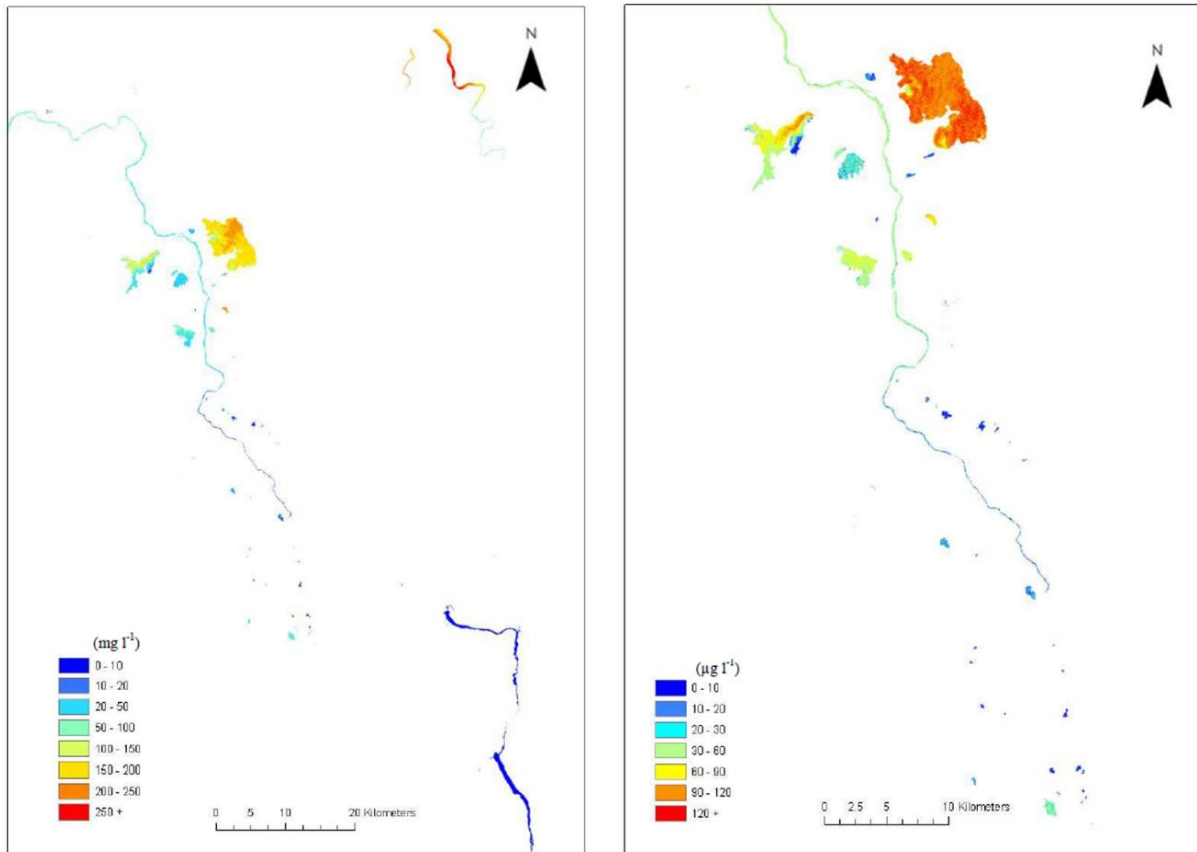 N
(mg l⁻¹)
0 - 10
10 - 20
20 - 50
50 - 100
100 - 150
150 - 200
200 - 250
250 +
0 5 10 20 Kilometers
N
(µg l⁻¹)
0 - 10
10 - 20
20 - 30
30 - 60
60 - 90
90 - 120
120 +
0 2.5 5 10 Kilometers